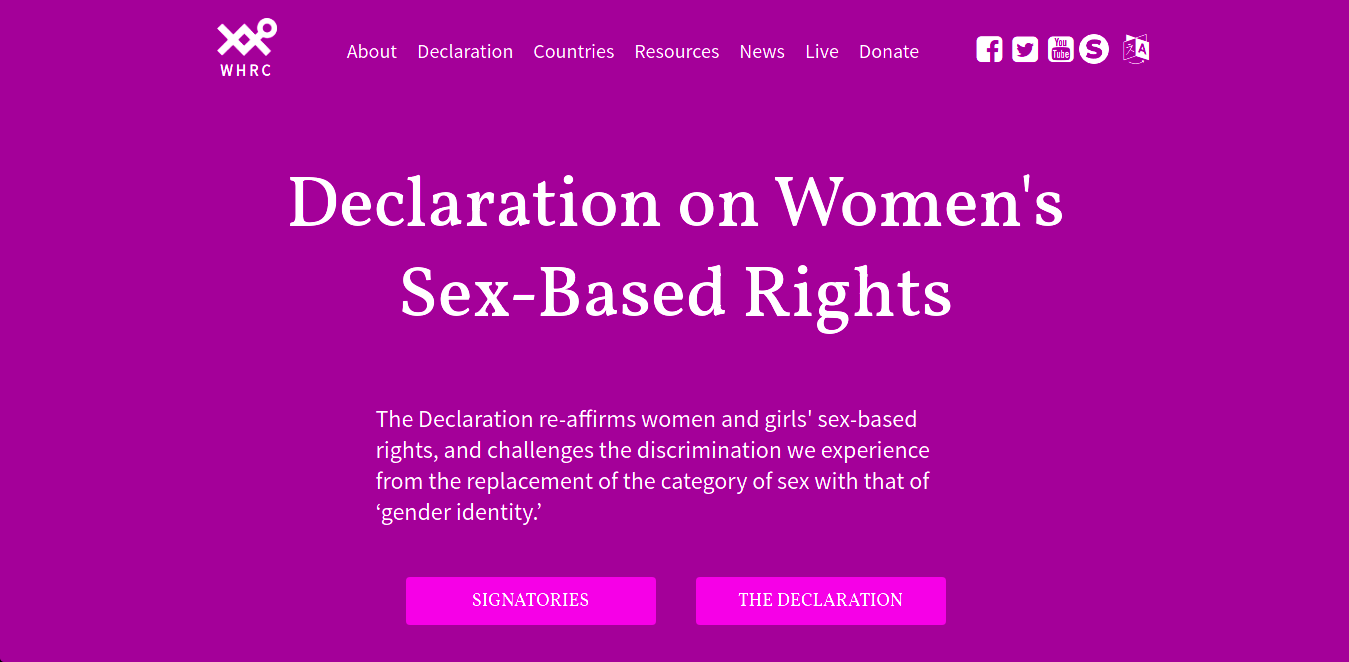 WHRC
About Declaration Countries Resources News Live Donate
You
Tube
S
A
Declaration on Women's
Sex-Based Rights
The Declaration re-affirms women and girls' sex-based
rights, and challenges the discrimination we experience
from the replacement of the category of sex with that of
‘gender identity.’
SIGNATORIES THE DECLARATION